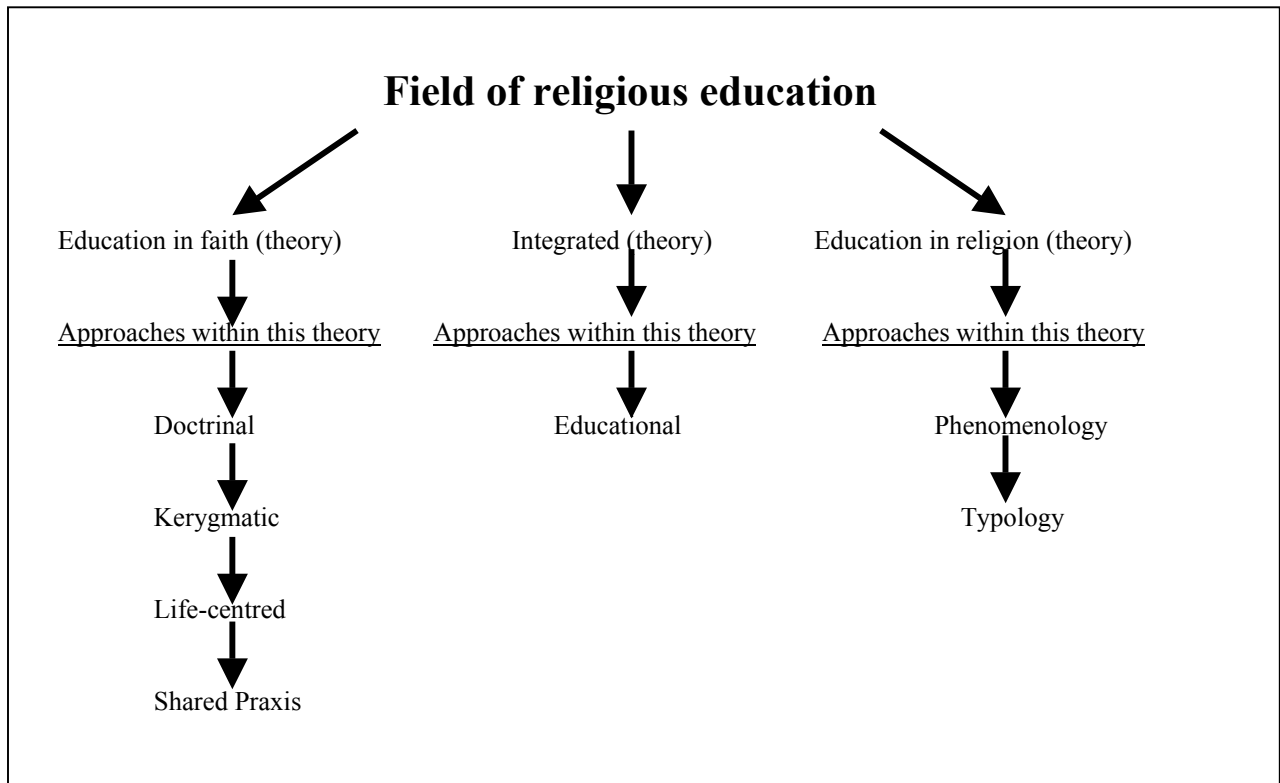 Field of religious education
Education in faith (theory)
Integrated (theory)
Education in religion (theory)
Approaches within this theory
Approaches within this theory
Approaches within this theory
Doctrinal
Educational
Phenomenology
Kerygmatic
Typology
Life-centred
Shared Praxis